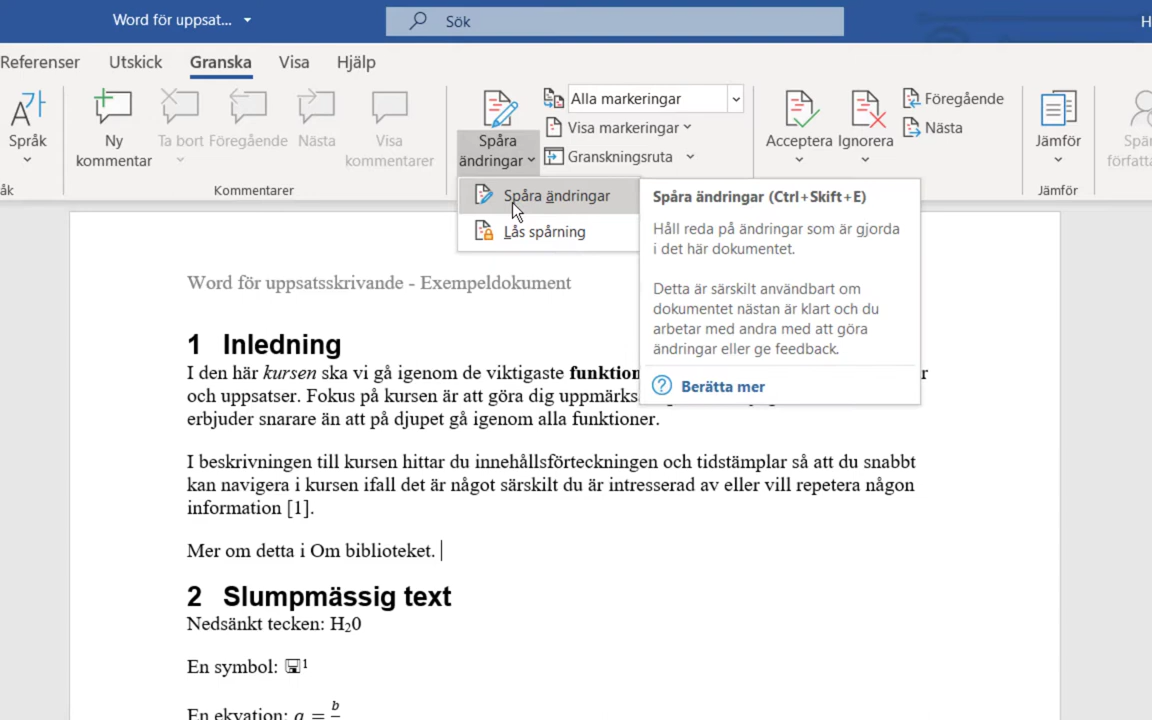 Word för uppsat...
Sök
H
Referenser
Utskick
Granska
Visa
Hjälp
Språk
Ny kommentar
Ta bort
Föregående
Nästa
Visa kommentarer
Kommentarer
Spåra ändringar
Alla markeringar
Visa markeringar
Granskningsruta
Acceptera
Ignorera
Föregående
Nästa
Jämför
Jämför
Spåra ändringar
Lås spårning
Spåra ändringar (Ctrl+Skift+E)
Håll reda på ändringar som är gjorda
i det här dokumentet.
Detta är särskilt användbart om
dokumentet nästan är klart och du
arbetar med andra med att göra
ändringar eller ge feedback.
Berätta mer
Word för uppsatsskrivande - Exempeldokument
1 Inledning
I den här kursen ska vi gå igenom de viktigaste
och uppsatser. Fokus på kursen är att göra dig
erbjuder snarare än att på djupet gå igenom alla funktioner.
I beskrivningen till kursen hittar du innehållsförteckningen och tidstämplar så att du snabbt
kan navigera i kursen ifall det är något särskilt du är intresserad av eller vill repetera någon
information [1].
Mer om detta i Om biblioteket.
2 Slumpmässig text
Nedsänkt tecken: H₂0
En symbol: 🖫¹
En ekvation: a = b